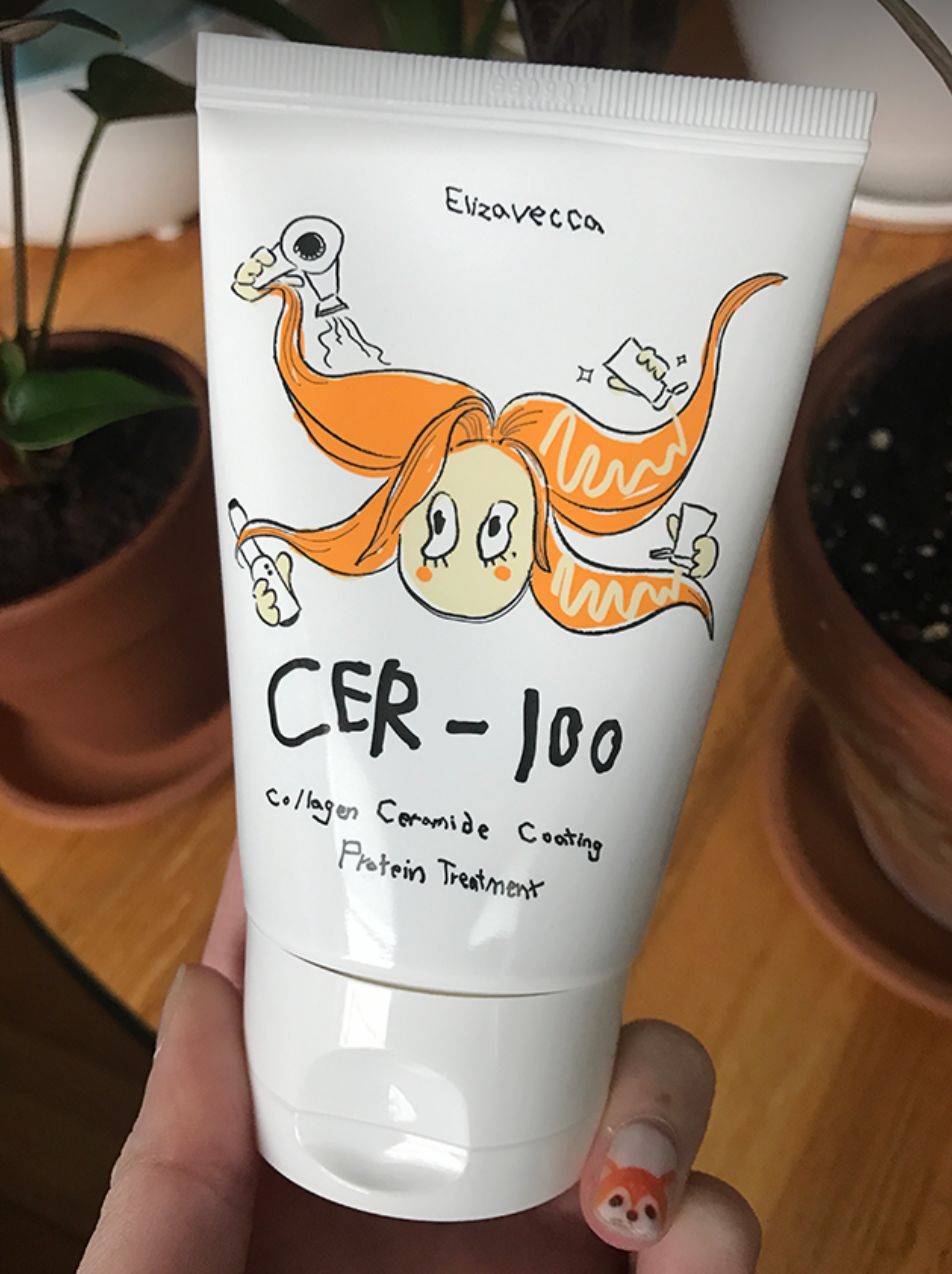 Elizavecca
CER-100
Collagen Ceramide Coating
Protein Treatment